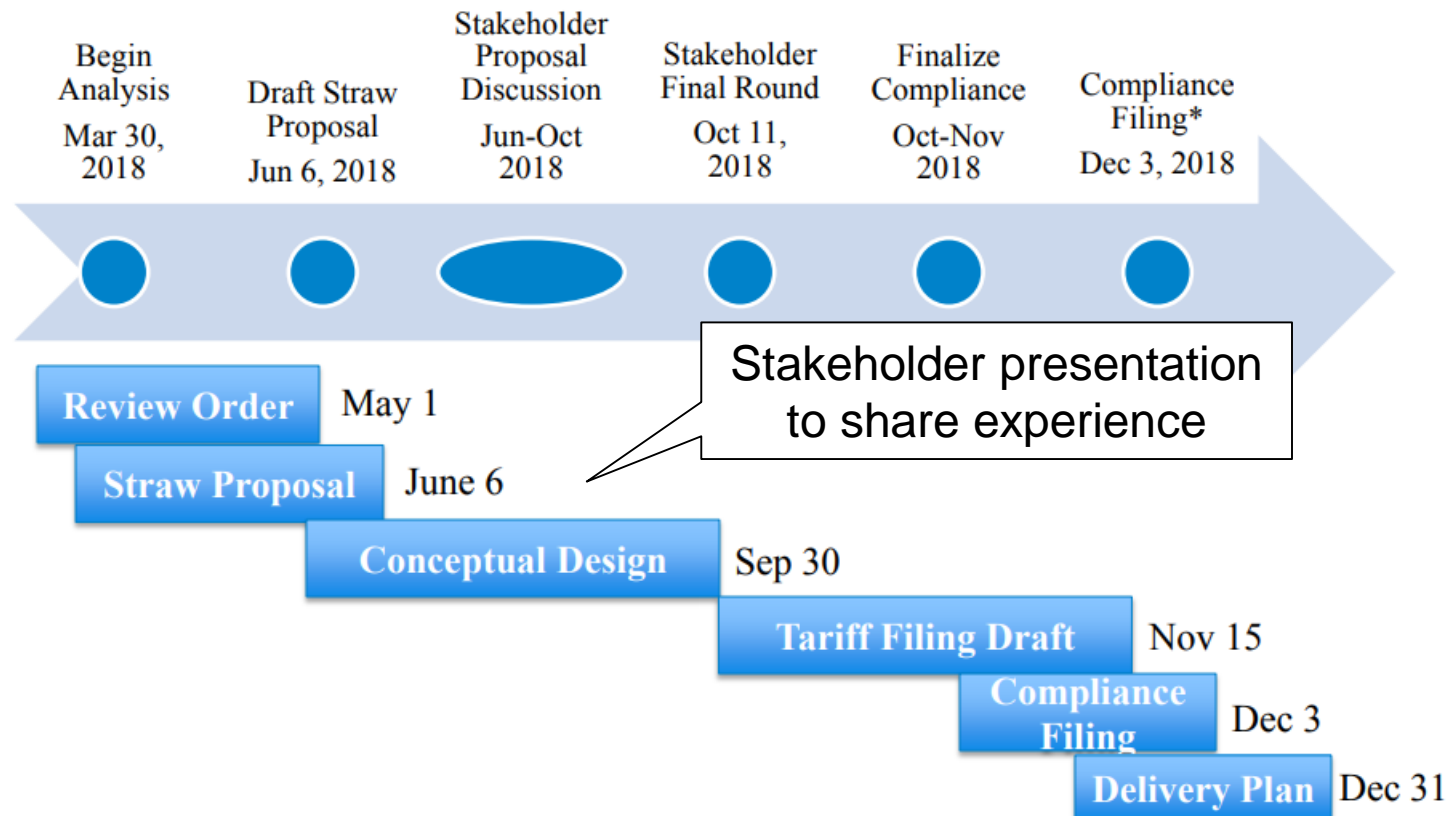 Begin
Analysis
Mar 30,
2018
Draft Straw
Proposal
Jun 6, 2018
Stakeholder
Proposal
Discussion
Jun-Oct
2018
Stakeholder
Final Round
Oct 11,
2018
Finalize
Compliance
Oct-Nov
2018
Compliance
Filing*
Dec 3, 2018
Stakeholder presentation
to share experience
Review Order May 1
Straw Proposal June 6
Conceptual Design Sep 30
Tariff Filing Draft Nov 15
Compliance
Filing Dec 3
Delivery Plan Dec 31